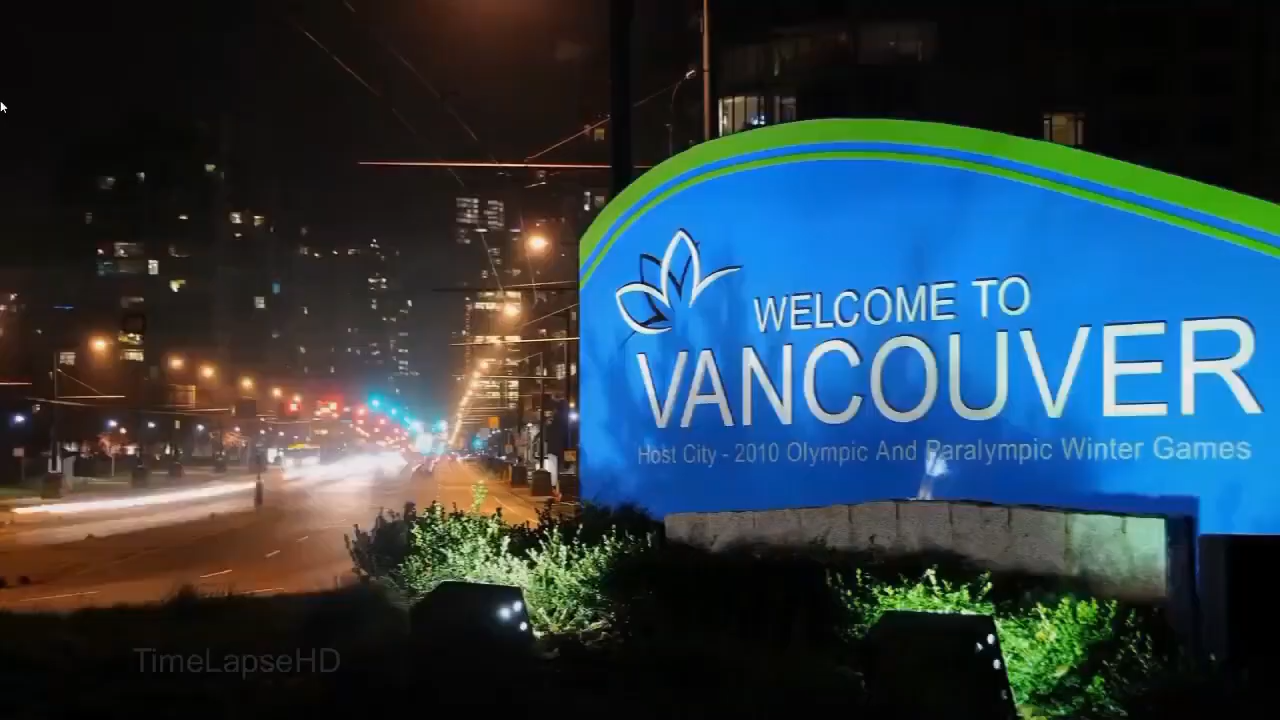 WELCOME TO
VANCOUVER
Host City - 2010 Olympic And Paralympic Winter Games
TimeLapseHD